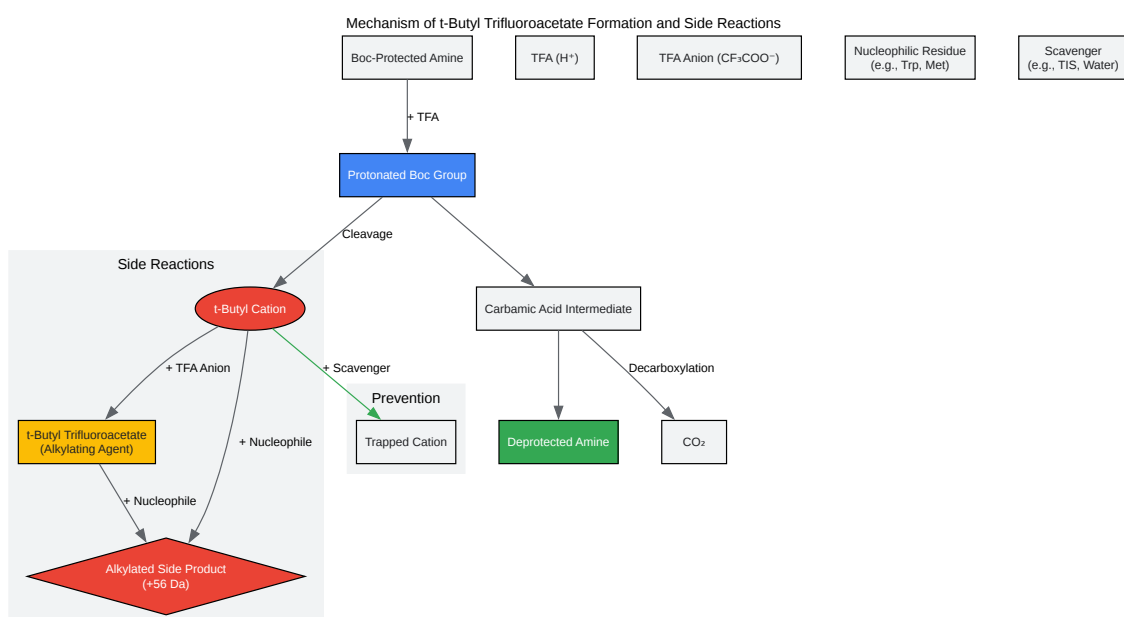 Mechanism of t-Butyl Trifluoroacetate Formation and Side Reactions
Boc-Protected Amine
TFA (H⁺)
TFA Anion (CF₃COO⁻)
Nucleophilic Residue
(e.g., Trp, Met)
Scavenger
(e.g., TIS, Water)
+ TFA
Protonated Boc Group
Cleavage
Side Reactions
t-Butyl Cation
Carbamic Acid Intermediate
+ TFA Anion
+ Scavenger
Decarboxylation
Prevention
t-Butyl Trifluoroacetate
(Alkylating Agent)
+ Nucleophile
Trapped Cation
Deprotected Amine
CO₂
+ Nucleophile
Alkylated Side Product
(+56 Da)